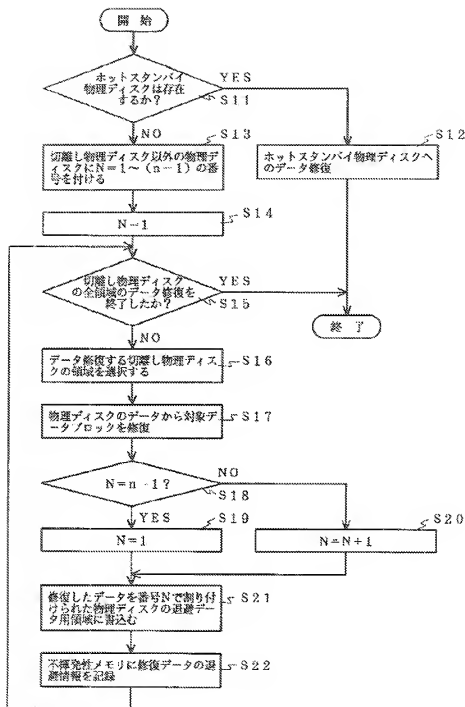 開始
ホットスタンバイ
物理ディスクは存在
するか?
YES
S11
NO
S13
S12
切離し物理ディスク以外の物理デ
ィスクにN=1~(n-1)の番
号を付ける
ホットスタンバイ物理ディスクへ
のデータ修復
N=1
S14
切離し物理ディスク
の全領域のデータ修復を
終了したか?
YES
S15
NO
終了
データ修復する切離し物理ディス
クの領域を選択する
S16
物理ディスクのデータから対象デ
ータブロックを修復
S17
N=n-1?
NO
S18
YES
S19
S20
N=1
N=N+1
修復したデータを番号Nで割り付
けられた物理ディスクの退避デー
タ用領域に書込む
S21
不揮発性メモリに修復データの退
避情報を記録
S22